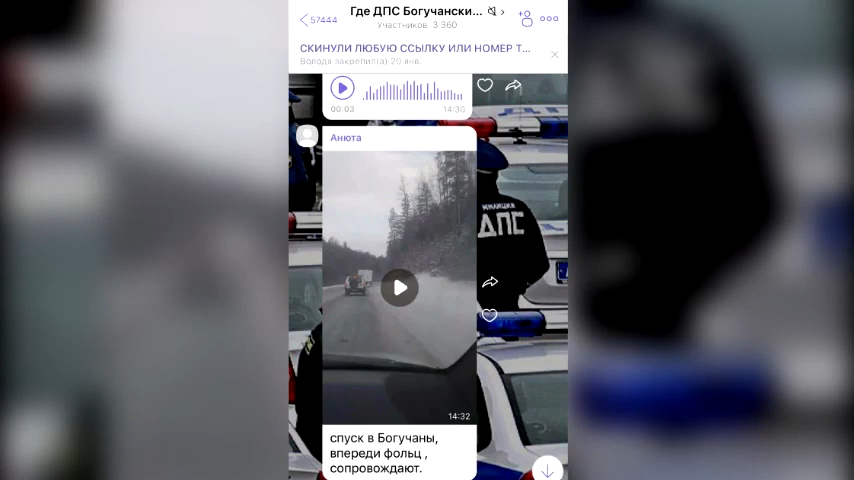 57444
Где ДПС Богучански...
Участников: 3 360
СКИНУЛИ ЛЮБУЮ ССЫЛКУ ИЛИ НОМЕР Т...
Володя закрепил(а) 20 янв.
00:03
14:30
Анюта
ДПС
14:32
спуск в Богучаны,
впереди фольц ,
сопровождают.